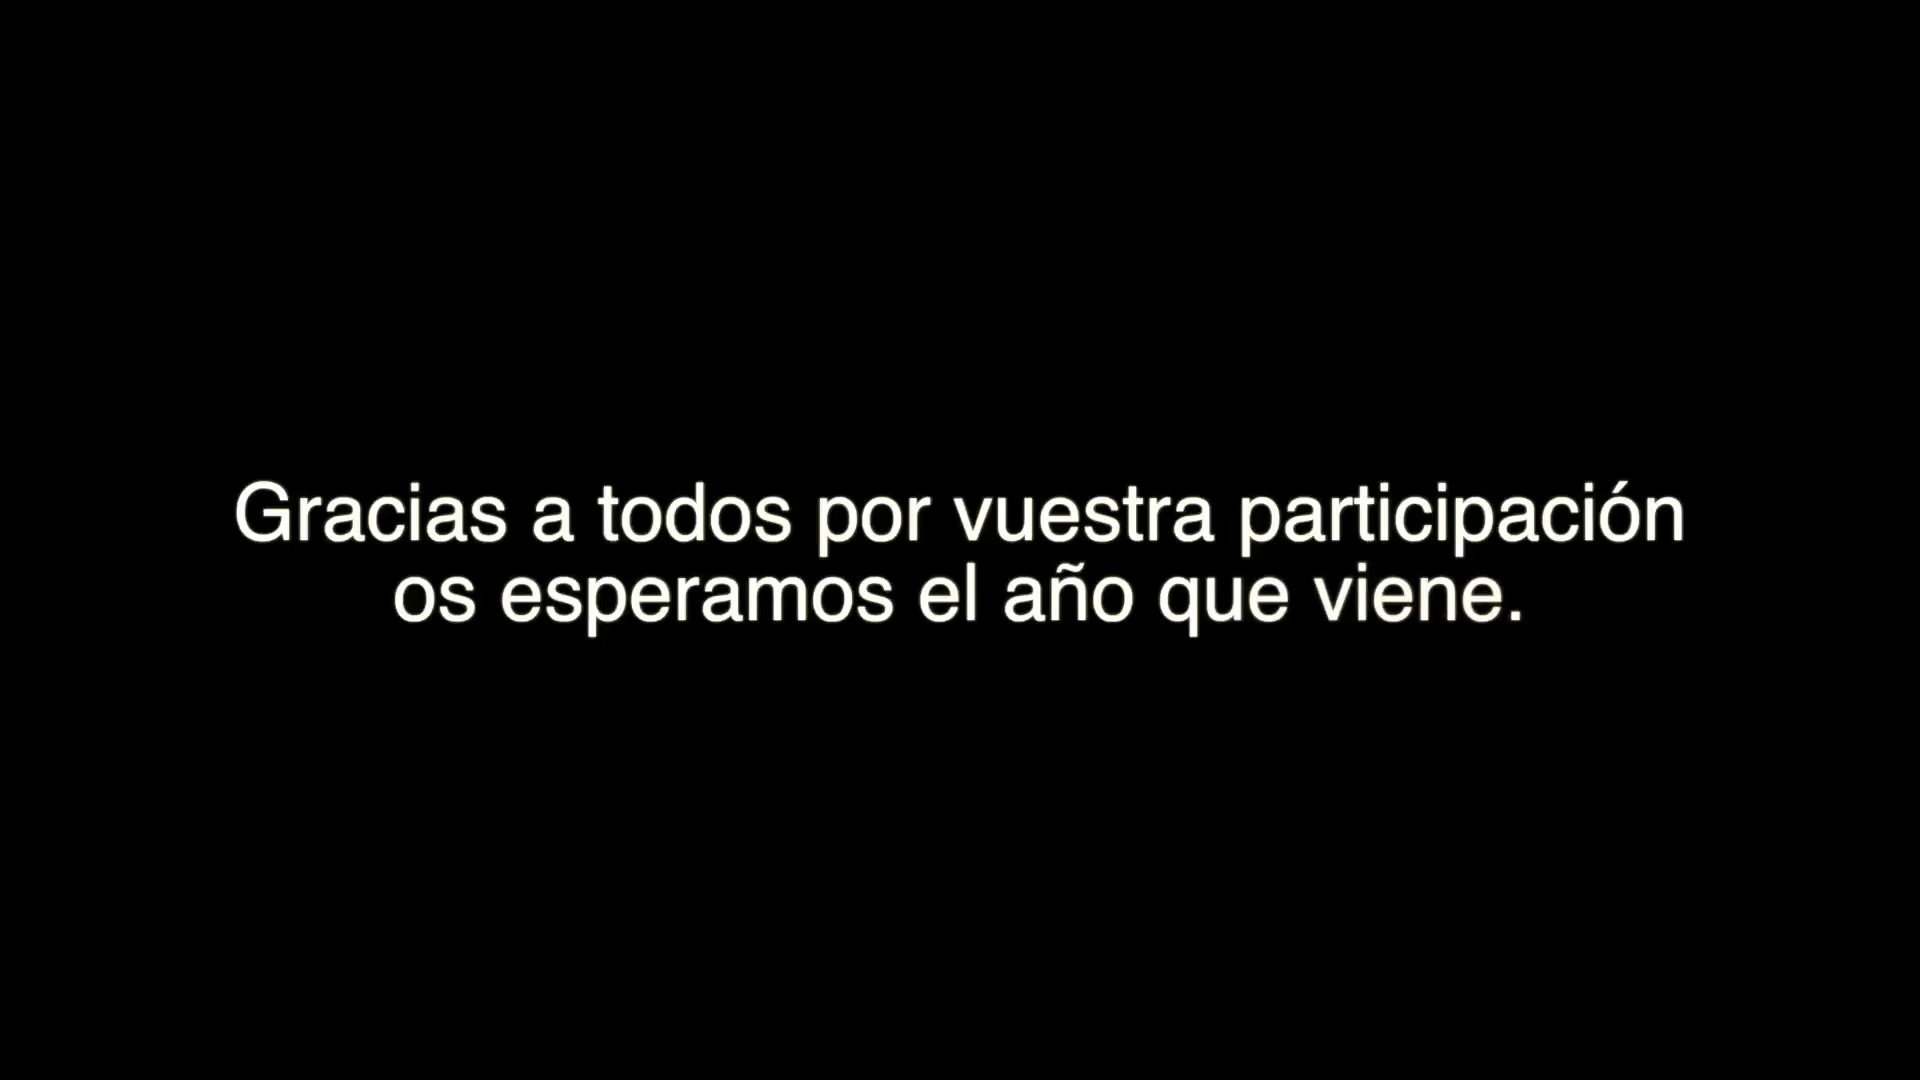 Gracias a todos por vuestra participación
os esperamos el año que viene.